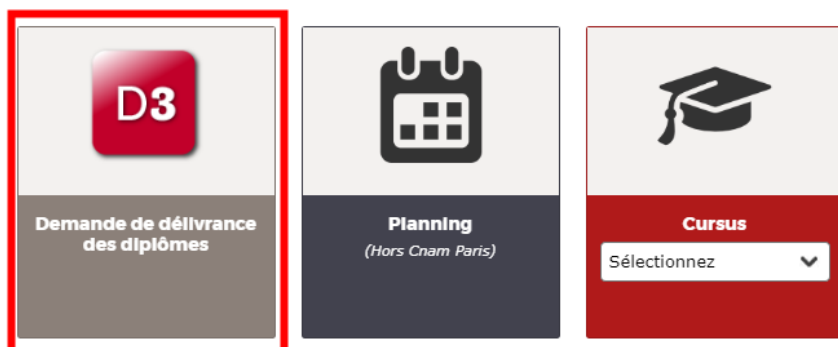 D3
Demande de délivrance
des diplômes
Planning
(Hors Cnam Paris)
Cursus
Sélectionnez